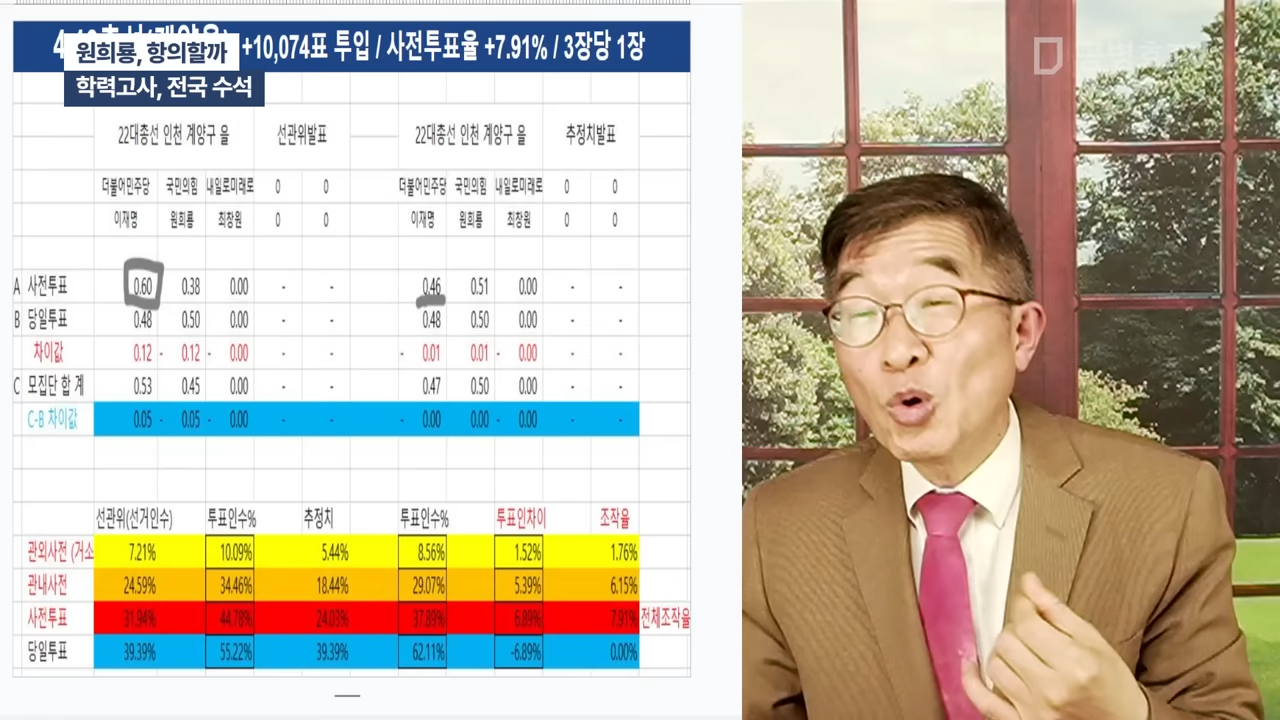 +10,074표 투입 / 사전투표율 +7.91% / 3장당 1장
원희룡, 항의할까
학력고사, 전국 수석
22대총선 인천 계양구 을 선관위발표 22대총선 인천 계양구 을 추정치발표
더불어민주당 국민의힘 내일로미래로 0 0 더불어민주당 국민의힘 내일로미래로 0 0
이재명 원희룡 최창원 0 0 이재명 원희룡 최창원 0 0
A 사전투표 0.60 0.38 0.00 - - 0.46 0.51 0.00 - -
B 당일투표 0.48 0.50 0.00 - - 0.48 0.50 0.00 - -
차이값 0.12 - 0.12 - 0.00 - - - 0.01 0.01 - 0.00 - -
C 모집단 합 계 0.53 0.45 0.00 - - 0.47 0.50 0.00 - -
C-B 차이값 0.05 - 0.05 - 0.00 - - - 0.00 0.00 - 0.00 - -
선관위(선거인수) 투표인수% 추정치 투표인수% 투표인차이 조작율
관외사전 (거소 7.21% 10.09% 5.44% 8.56% 1.52% 1.76%
관내사전 24.59% 34.46% 18.44% 29.07% 5.39% 6.15%
사전투표 31.94% 44.78% 24.03% 37.89% 6.89% 7.91% 전체조작율
당일투표 39.39% 55.22% 39.39% 62.11% -6.89% 0.00%